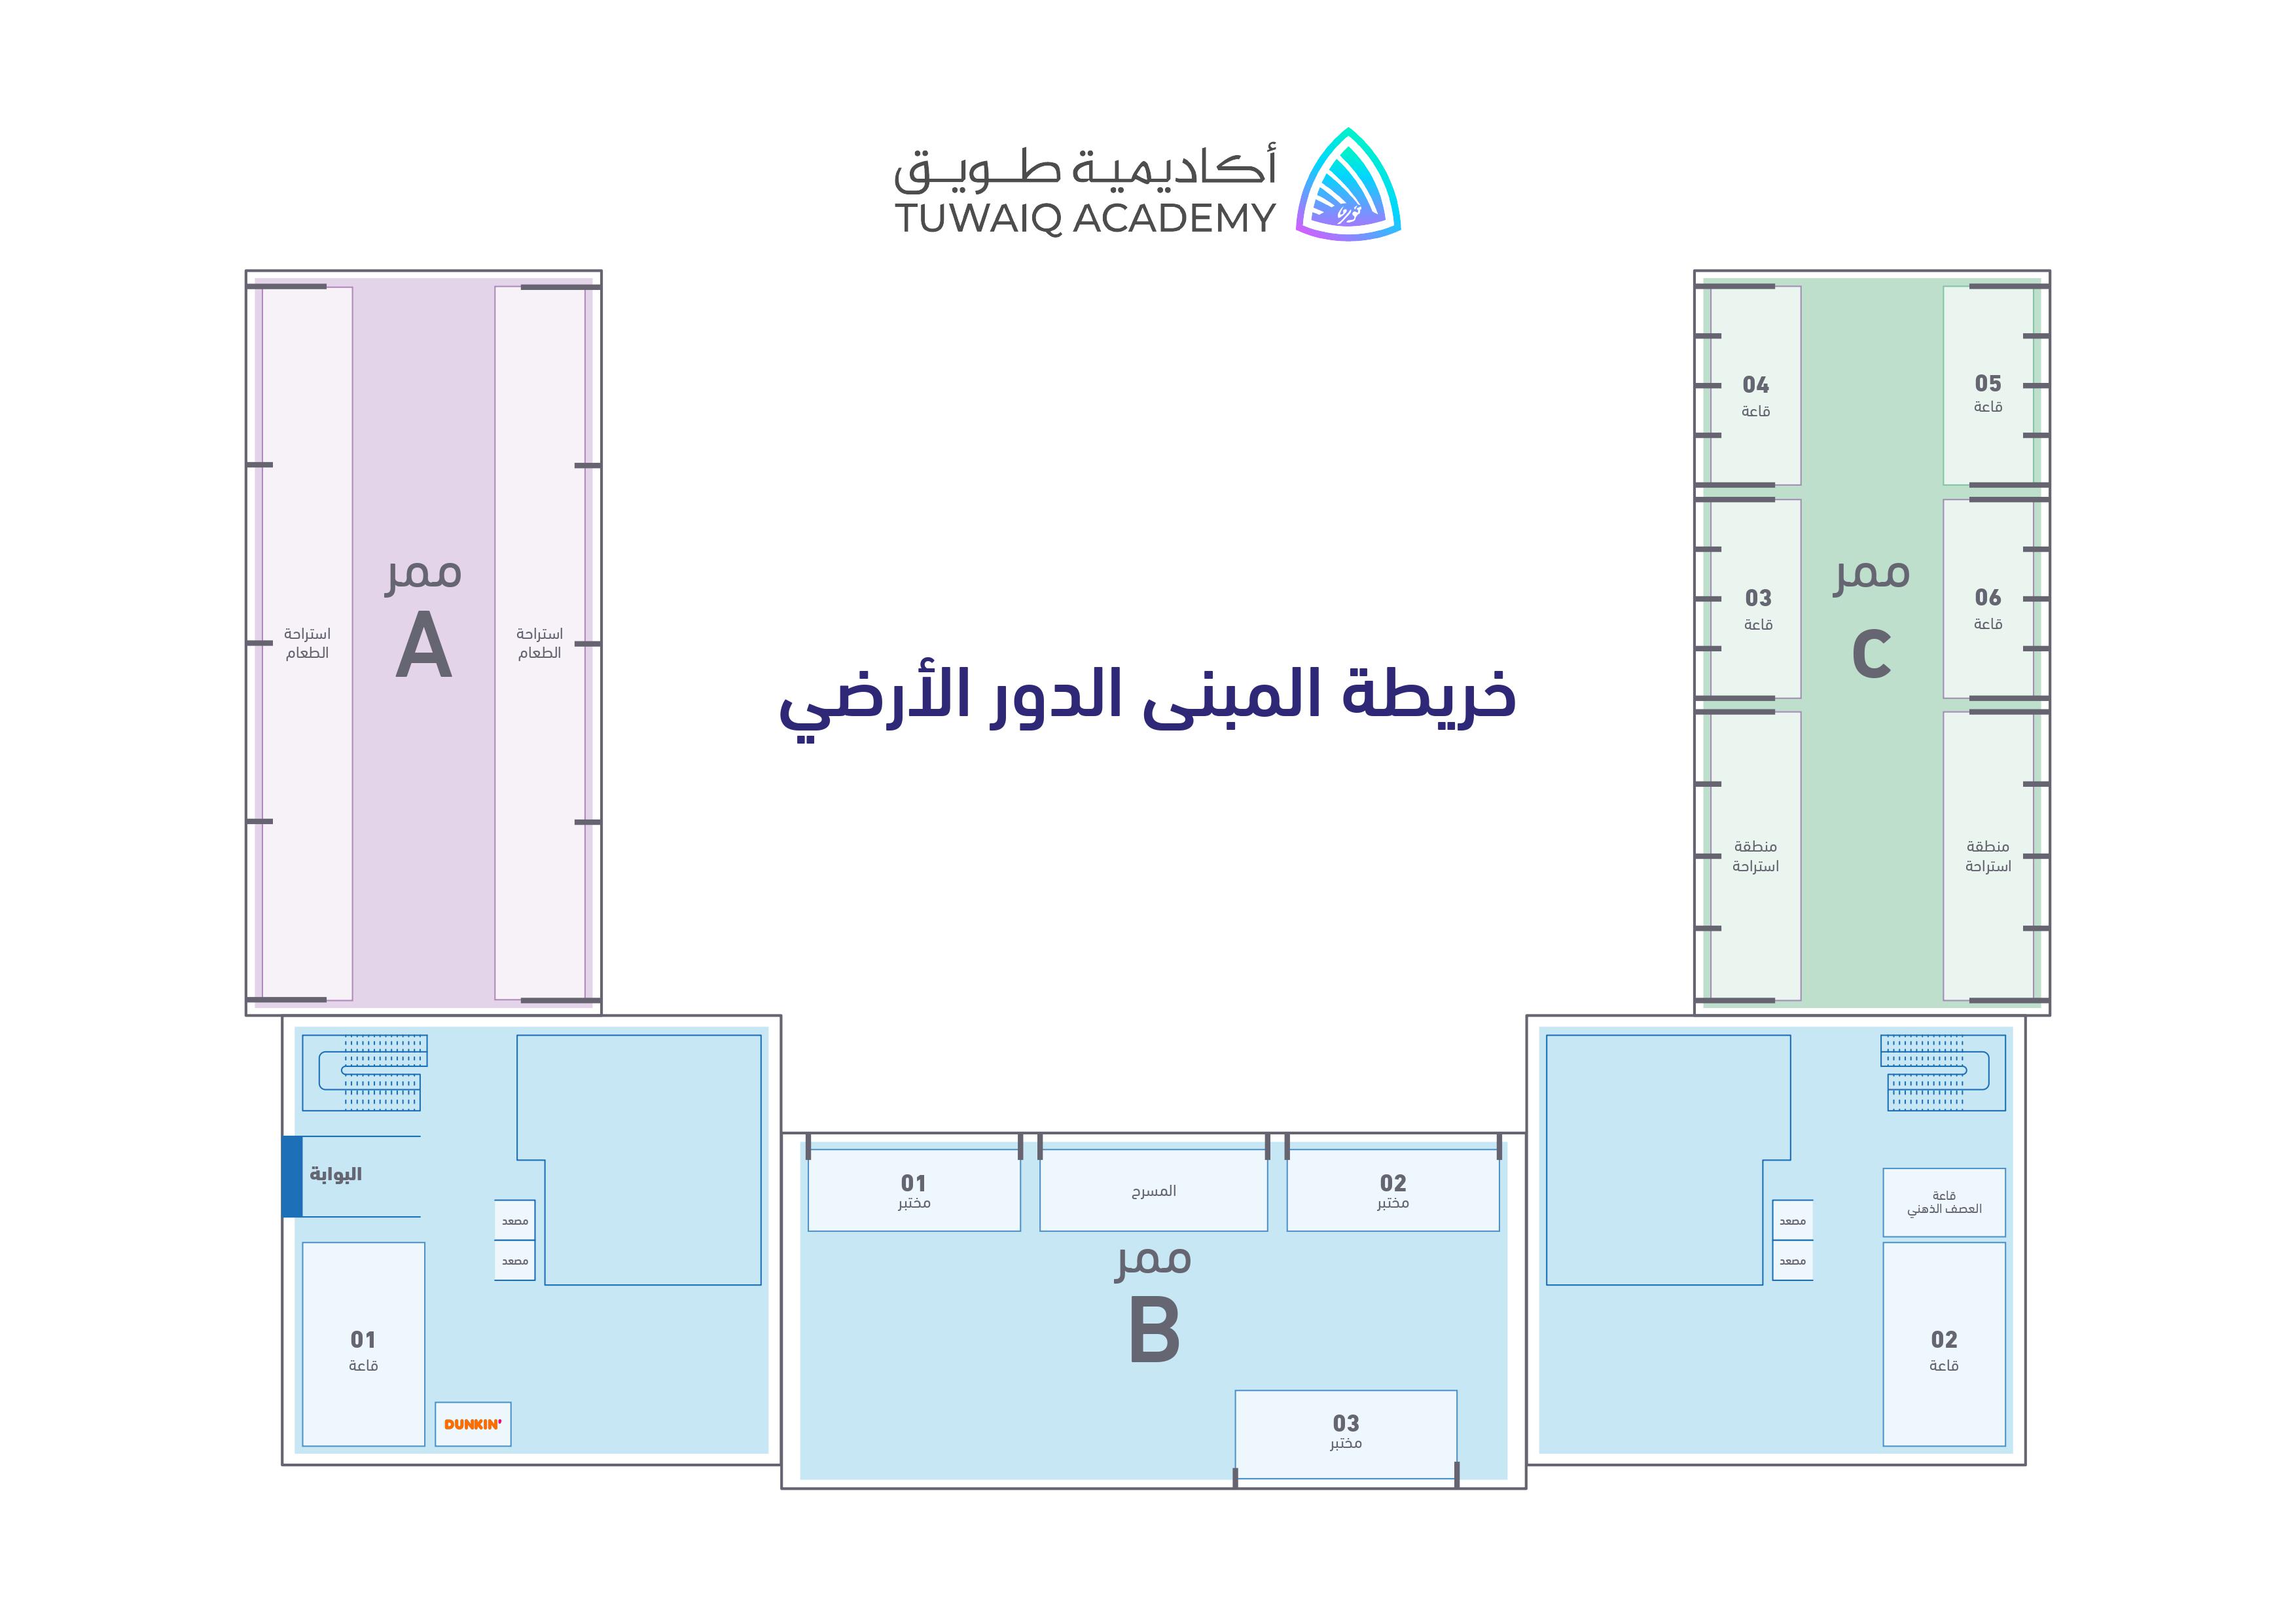 أكاديمية طويق
TUWAIQ ACADEMY
خريطة المبنى الدور الأرضي
ممر
A
استراحة
الطعام
استراحة
الطعام
ممر
C
04
قاعة
05
قاعة
03
قاعة
06
قاعة
منطقة
استراحة
منطقة
استراحة
البوابة
مصعد
مصعد
01
قاعة
DUNKIN'
01
مختبر
المسرح
02
مختبر
ممر
B
03
مختبر
مصعد
مصعد
قاعة
العصف الذهني
02
قاعة